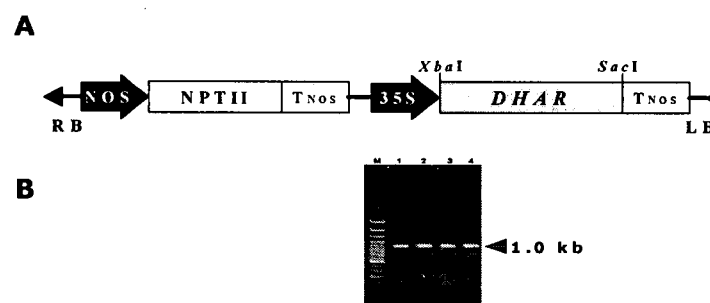 A
XbaI SacI
NOS NPTII TNOS 35S DHAR TNOS
RB LB
B
M 1 2 3 4
1.0 kb